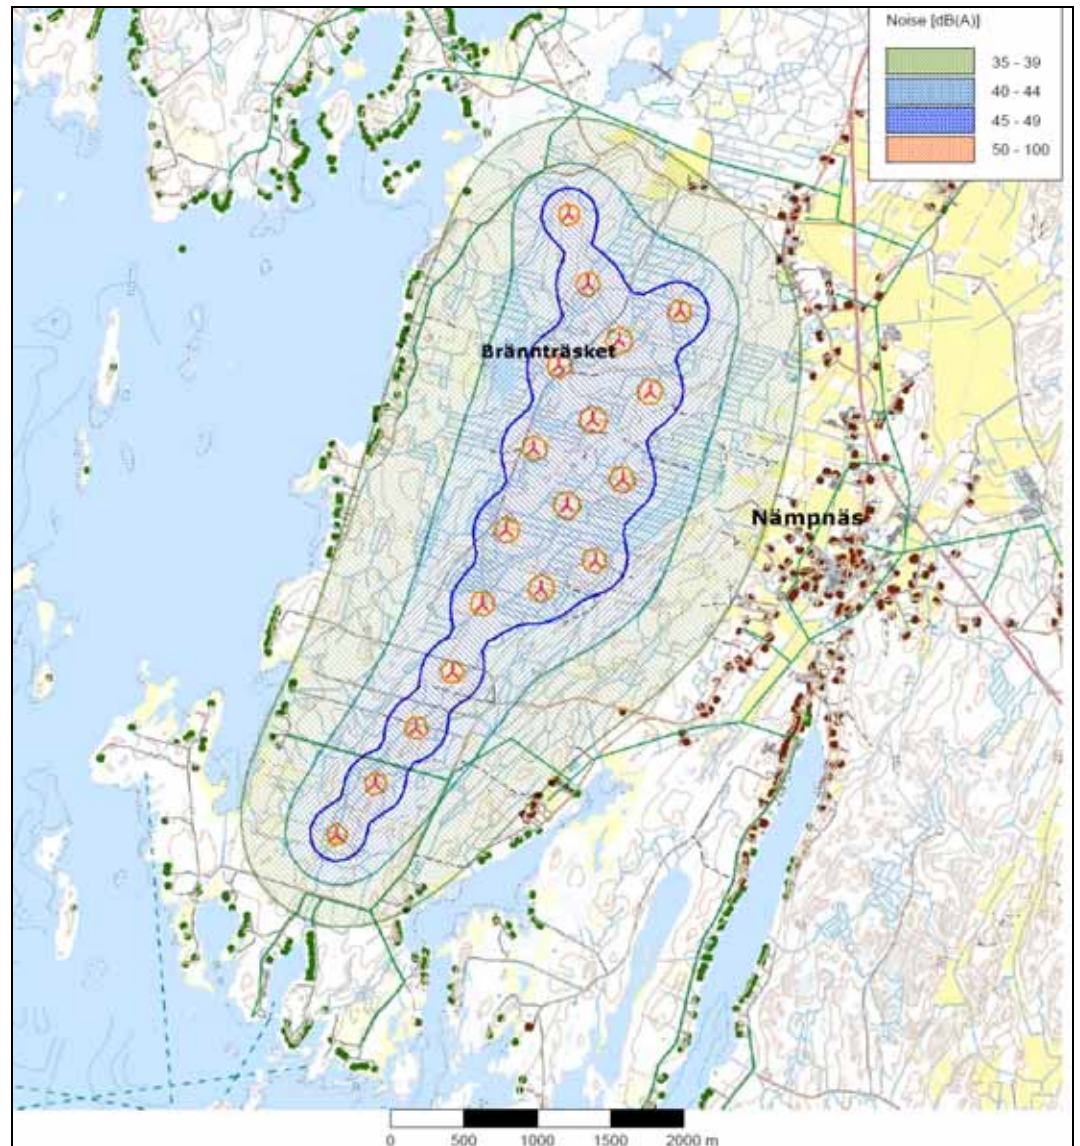 Noise [dB(A)]
35 - 39
40 - 44
45 - 49
50 - 100
Brännträsket
Nämpnäs
0 500 1000 1500 2000 m